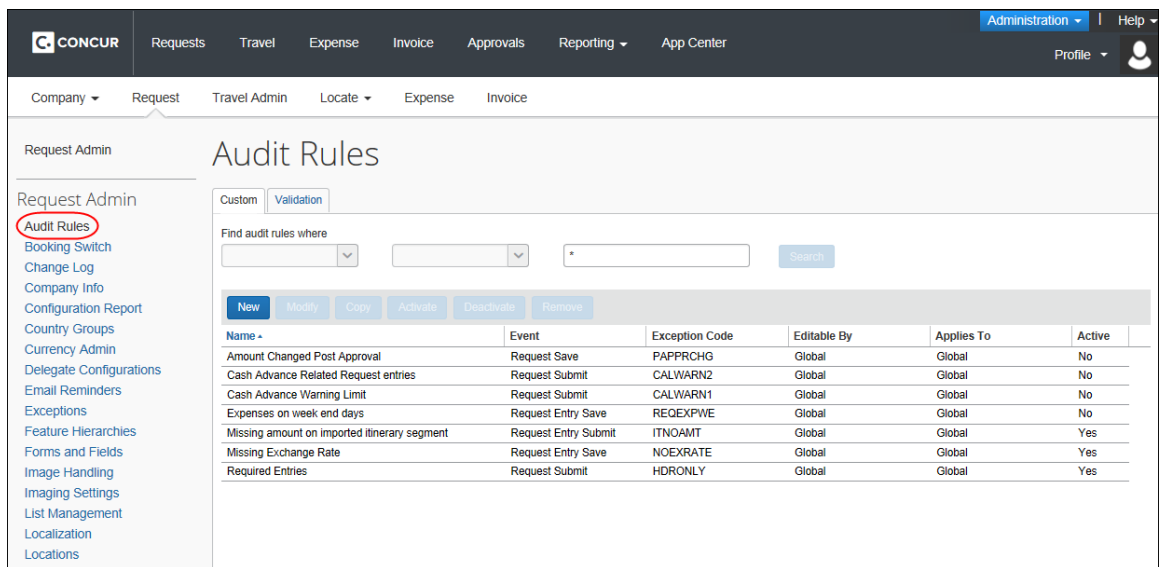 Administration | Help
C. CONCUR Requests Travel Expense Invoice Approvals Reporting App Center
Profile
Company Request Travel Admin Locate Expense Invoice
Request Admin
Audit Rules
Request Admin
Audit Rules
Booking Switch
Change Log
Company Info
Configuration Report
Country Groups
Currency Admin
Delegate Configurations
Email Reminders
Exceptions
Feature Hierarchies
Forms and Fields
Image Handling
Imaging Settings
List Management
Localization
Locations
Custom Validation
Find audit rules where
* Search
New Modify Copy Activate Deactivate Remove
Name Event Exception Code Editable By Applies To Active
Amount Changed Post Approval Request Save PAPPRCHG Global Global No
Cash Advance Related Request entries Request Submit CALWARN2 Global Global No
Cash Advance Warning Limit Request Submit CALWARN1 Global Global No
Expenses on week end days Request Entry Save REQEXPWE Global Global No
Missing amount on imported itinerary segment Request Entry Submit ITNOAMT Global Global Yes
Missing Exchange Rate Request Entry Save NOEXRATE Global Global Yes
Required Entries Request Submit HDRONLY Global Global Yes